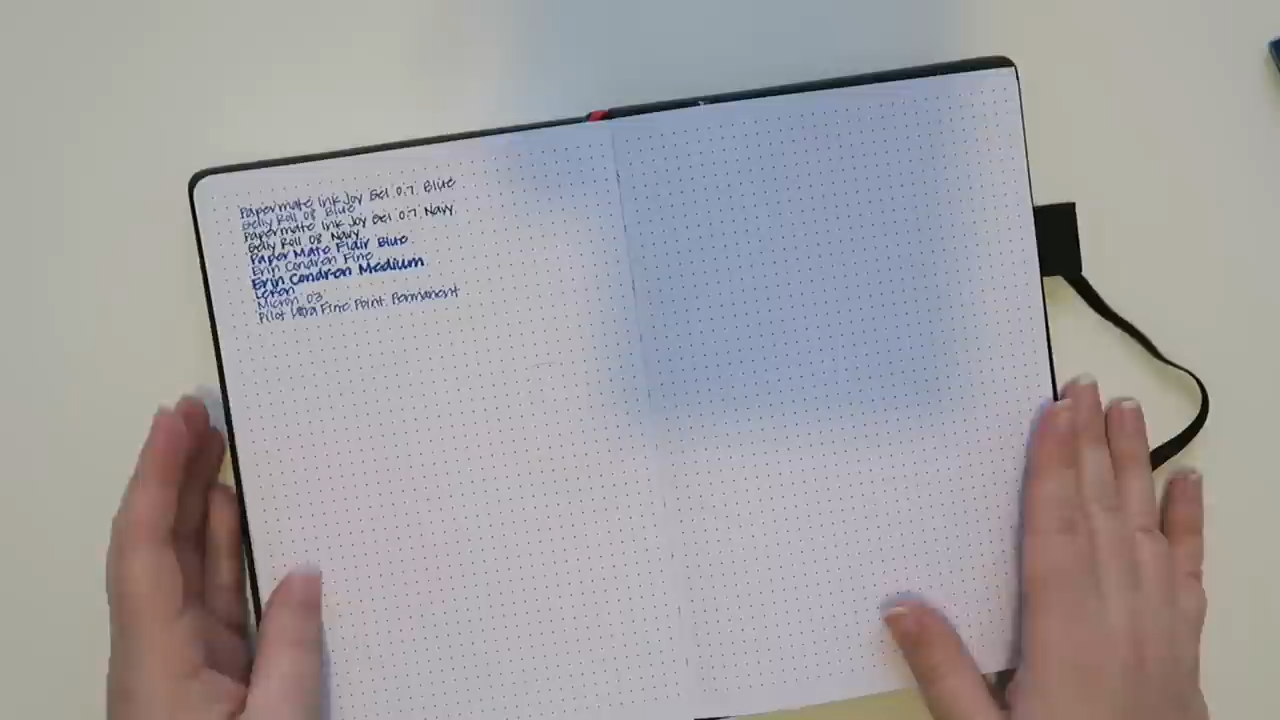 Papermate Ink Joy Gel 0.7 Blue
Gelly Roll 08 Blue
Papermate Ink Joy Gel 0.7 Navy
Gelly Roll 08 Navy
Paper Mate Flair Blue
Erin Condren Fine
Erin Condren Medium
LePen
Micron 03
Pilot Ultra Fine Point Permanent